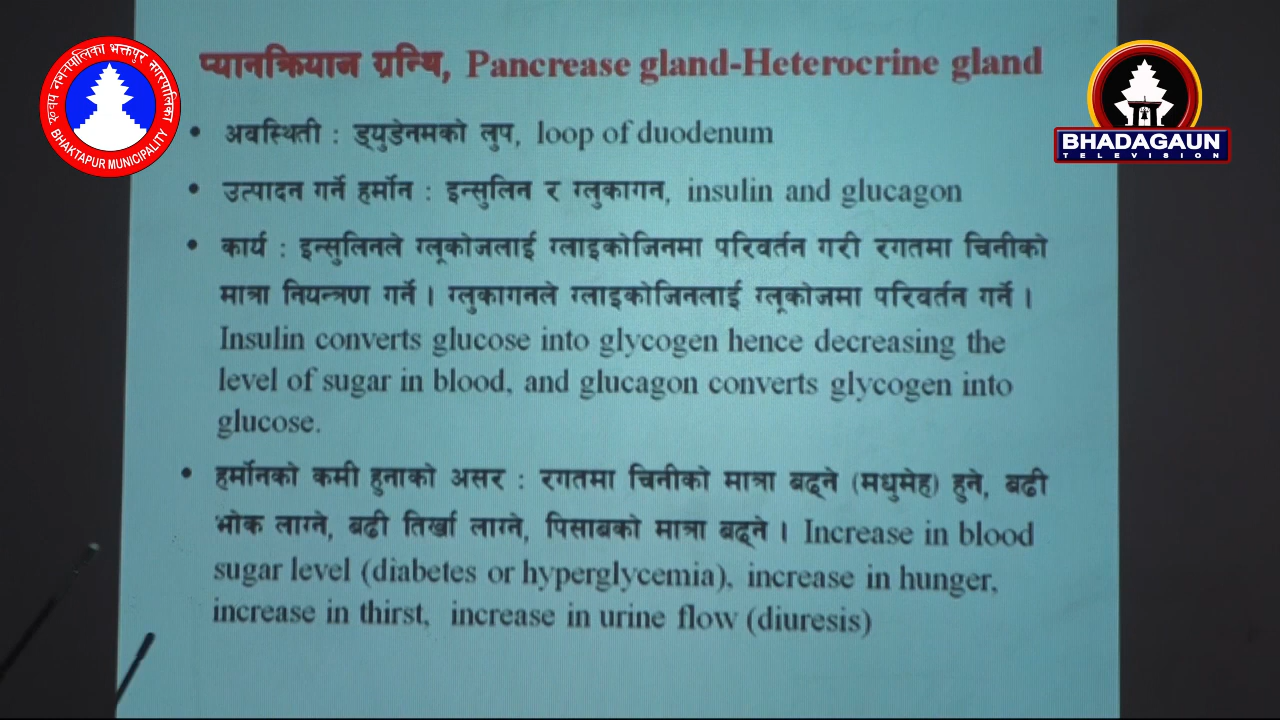 ख्वप नगरपालिका भक्तपुर नगरपालिका
BHAKTAPUR MUNICIPALITY
BHADAGAUN
TELEVISION
प्यानक्रियाज ग्रन्थि, Pancrease gland-Heterocrine gland
• अवस्थिती : ड्युडेनमको लुप, loop of duodenum
• उत्पादन गर्ने हर्मोन : इन्सुलिन र ग्लुकागन, insulin and glucagon
• कार्य : इन्सुलिनले ग्लूकोजलाई ग्लाइकोजिनमा परिवर्तन गरी रगतमा चिनीको
मात्रा नियन्त्रण गर्ने । ग्लुकागनले ग्लाइकोजिनलाई ग्लूकोजमा परिवर्तन गर्ने ।
Insulin converts glucose into glycogen hence decreasing the
level of sugar in blood, and glucagon converts glycogen into
glucose.
• हर्मोनको कमी हुनाको असर : रगतमा चिनीको मात्रा बढ्ने (मधुमेह) हुने, बढी
भोक लाग्ने, बढी तिर्खा लाग्ने, पिसाबको मात्रा बढ्ने । Increase in blood
sugar level (diabetes or hyperglycemia), increase in hunger,
increase in thirst, increase in urine flow (diuresis)